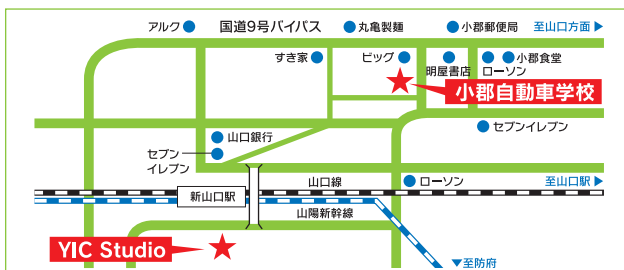 アルク
国道9号バイパス
丸亀製麺
小郡郵便局
至山口方面▶
すき家
ビッグ
明屋書店
ローソン
小郡食堂
小郡自動車学校
山口銀行
セブン
イレブン
セブンイレブン
山口線
ローソン
至山口駅▶
新山口駅
山陽新幹線
YIC Studio
▼至防府